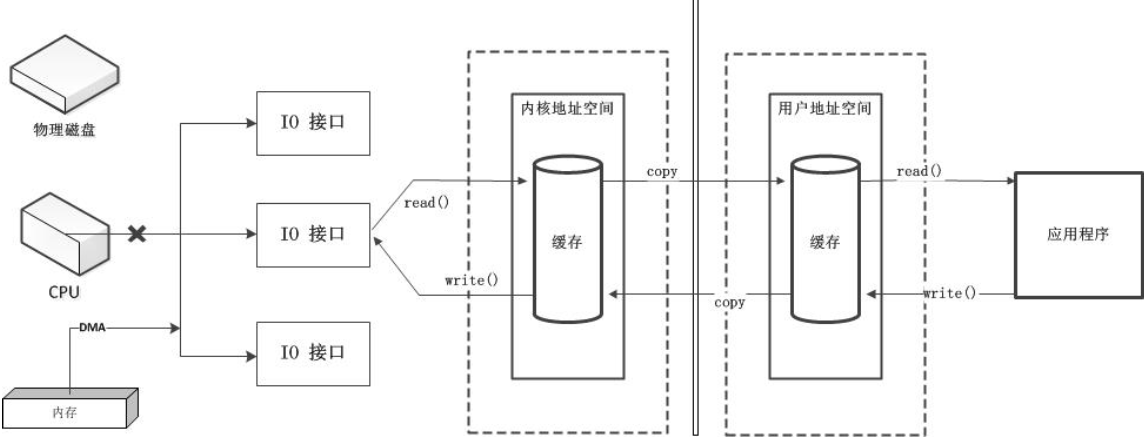 物理磁盘
CPU
DMA
内存
IO 接口
IO 接口
IO 接口
read()
write()
内核地址空间
缓存
copy
copy
用户地址空间
缓存
read()
write()
应用程序